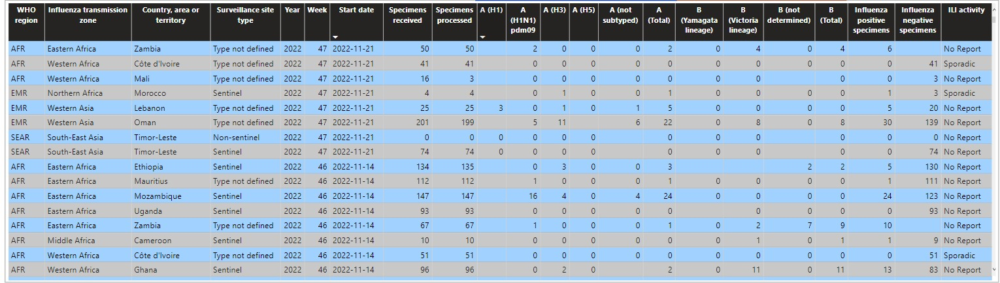 WHO region Influenza transmission zone Country, area or territory Surveillance site type Year Week Start date Specimens received Specimens processed A (H1) A (H1N1) pdm09 A (H3) A (H5) A (not subtyped) A (Total) B (Yamagata lineage) B (Victoria lineage) B (not determined) B (Total) Influenza positive specimens Influenza negative specimens ILI activity
AFR Eastern Africa Zambia Type not defined 2022 47 2022-11-21 50 50 2 0 0 0 2 0 4 0 4 6 No Report
AFR Western Africa Côte d'Ivoire Type not defined 2022 47 2022-11-21 41 41 0 0 0 0 0 0 0 0 0 0 41 Sporadic
AFR Western Africa Mali Type not defined 2022 47 2022-11-21 16 3 0 0 0 0 0 0 0 0 0 3 No Report
EMR Northern Africa Morocco Sentinel 2022 47 2022-11-21 4 4 0 1 0 0 1 0 0 0 1 3 Sporadic
EMR Western Asia Lebanon Type not defined 2022 47 2022-11-21 25 25 3 0 1 0 1 5 0 0 0 0 5 20 No Report
EMR Western Asia Oman Type not defined 2022 47 2022-11-21 201 199 5 11 6 22 0 8 0 8 30 139 No Report
SEAR South-East Asia Timor-Leste Non-sentinel 2022 47 2022-11-21 0 0 0 0 0 0 0 0 0 0 0 0 No Report
SEAR South-East Asia Timor-Leste Sentinel 2022 47 2022-11-21 74 74 0 0 0 0 0 0 0 0 0 74 No Report
AFR Eastern Africa Ethiopia Sentinel 2022 46 2022-11-14 134 135 0 3 0 0 3 2 2 5 130 No Report
AFR Eastern Africa Mauritius Type not defined 2022 46 2022-11-14 112 112 1 0 0 0 1 0 0 0 0 1 111 No Report
AFR Eastern Africa Mozambique Sentinel 2022 46 2022-11-14 147 147 16 4 0 4 24 0 0 0 0 24 123 No Report
AFR Eastern Africa Uganda Sentinel 2022 46 2022-11-14 93 93 0 0 0 0 0 0 0 0 0 93 No Report
AFR Eastern Africa Zambia Type not defined 2022 46 2022-11-14 67 67 1 0 0 0 1 0 2 7 9 10 No Report
AFR Middle Africa Cameroon Sentinel 2022 46 2022-11-14 10 10 0 0 0 0 0 1 0 1 1 9 No Report
AFR Western Africa Côte d'Ivoire Type not defined 2022 46 2022-11-14 51 51 0 0 0 0 0 0 0 0 0 0 51 Sporadic
AFR Western Africa Ghana Sentinel 2022 46 2022-11-14 96 96 0 2 0 2 0 11 0 11 13 83 No Report